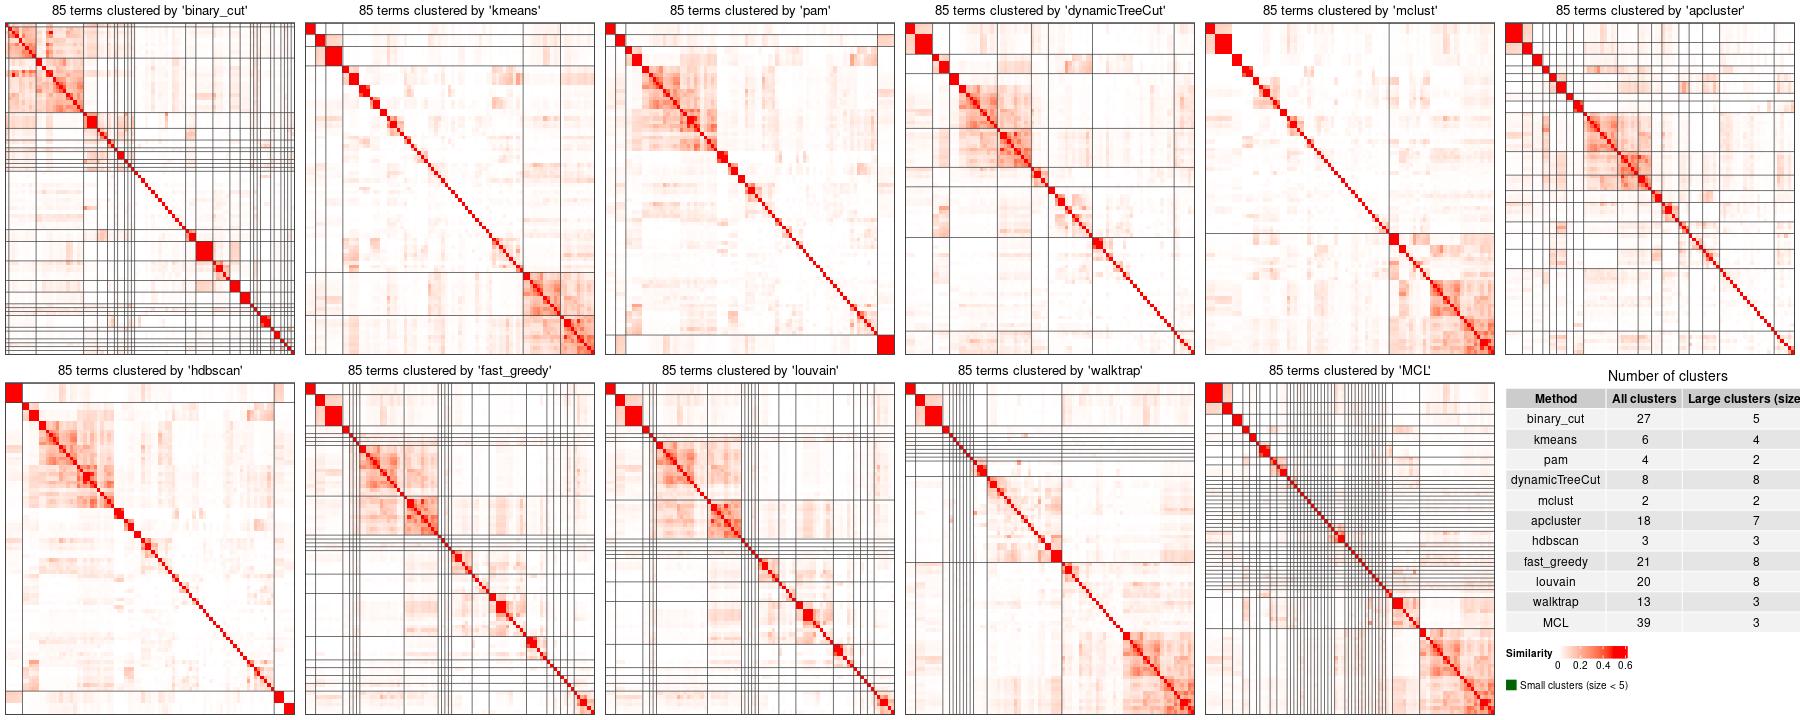 85 terms clustered by 'binary_cut'
85 terms clustered by 'kmeans'
85 terms clustered by 'pam'
85 terms clustered by 'dynamicTreeCut'
85 terms clustered by 'mclust'
85 terms clustered by 'apcluster'
85 terms clustered by 'hdbscan'
85 terms clustered by 'fast_greedy'
85 terms clustered by 'louvain'
85 terms clustered by 'walktrap'
85 terms clustered by 'MCL'
Number of clusters
Method All clusters Large clusters (size
binary_cut 27 5
kmeans 6 4
pam 4 2
dynamicTreeCut 8 8
mclust 2 2
apcluster 18 7
hdbscan 3 3
fast_greedy 21 8
louvain 20 8
walktrap 13 3
MCL 39 3
Similarity
0 0.2 0.4 0.6
Small clusters (size < 5)